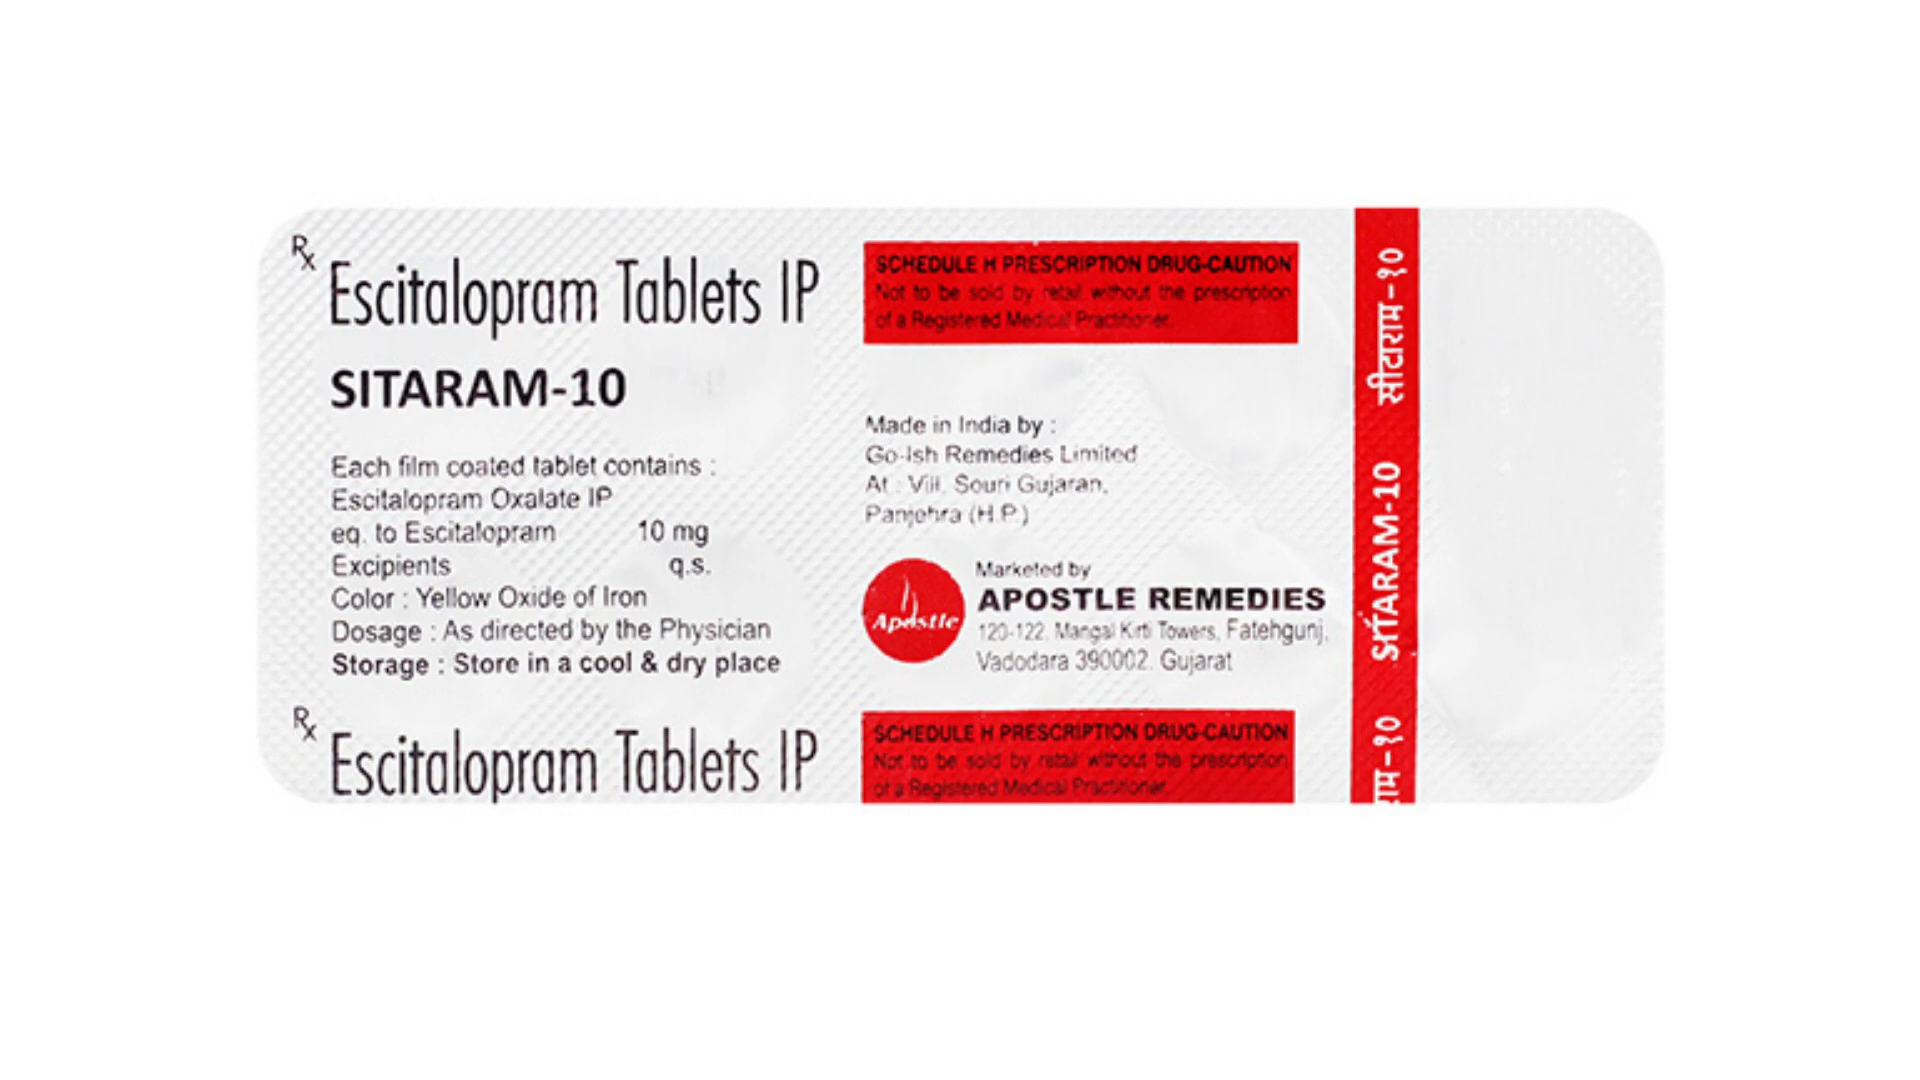 Rx
Escitalopram Tablets IP
SITARAM-10
Each film coated tablet contains :
Escitalopram Oxalate IP
eq. to Escitalopram 10 mg
Excipients q.s.
Color : Yellow Oxide of Iron
Dosage : As directed by the Physician
Storage : Store in a cool & dry place
Rx
Escitalopram Tablets IP
SCHEDULE H PRESCRIPTION DRUG-CAUTION
Not to be sold by retail without the prescription
of a Registered Medical Practitioner.
Made in India by :
Go-Ish Remedies Limited
At : Vill. Souri Gujaran,
Panjehra (H.P.)
Apostle
Marketed by
APOSTLE REMEDIES
120-122, Mangal Kirti Towers, Fatehgunj,
Vadodara 390002. Gujarat
SCHEDULE H PRESCRIPTION DRUG-CAUTION
Not to be sold by retail without the prescription
of a Registered Medical Practitioner.
राम-१० SITARAM-10 सीटाराम-१०